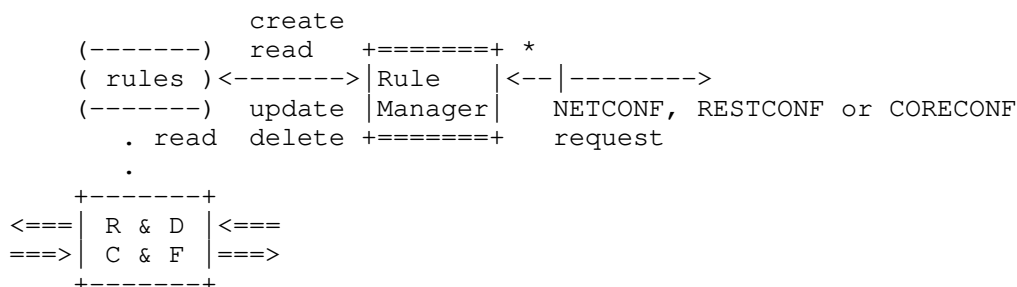 create
     (-------)  read   +=======+ *
     ( rules )<------->|Rule   |<--|-------->
     (-------)  update |Manager|   NETCONF, RESTCONF or CORECONF
        . read  delete +=======+   request
        .
     +-------+
<===| R & D |<===
===>| C & F |===>
     +-------+